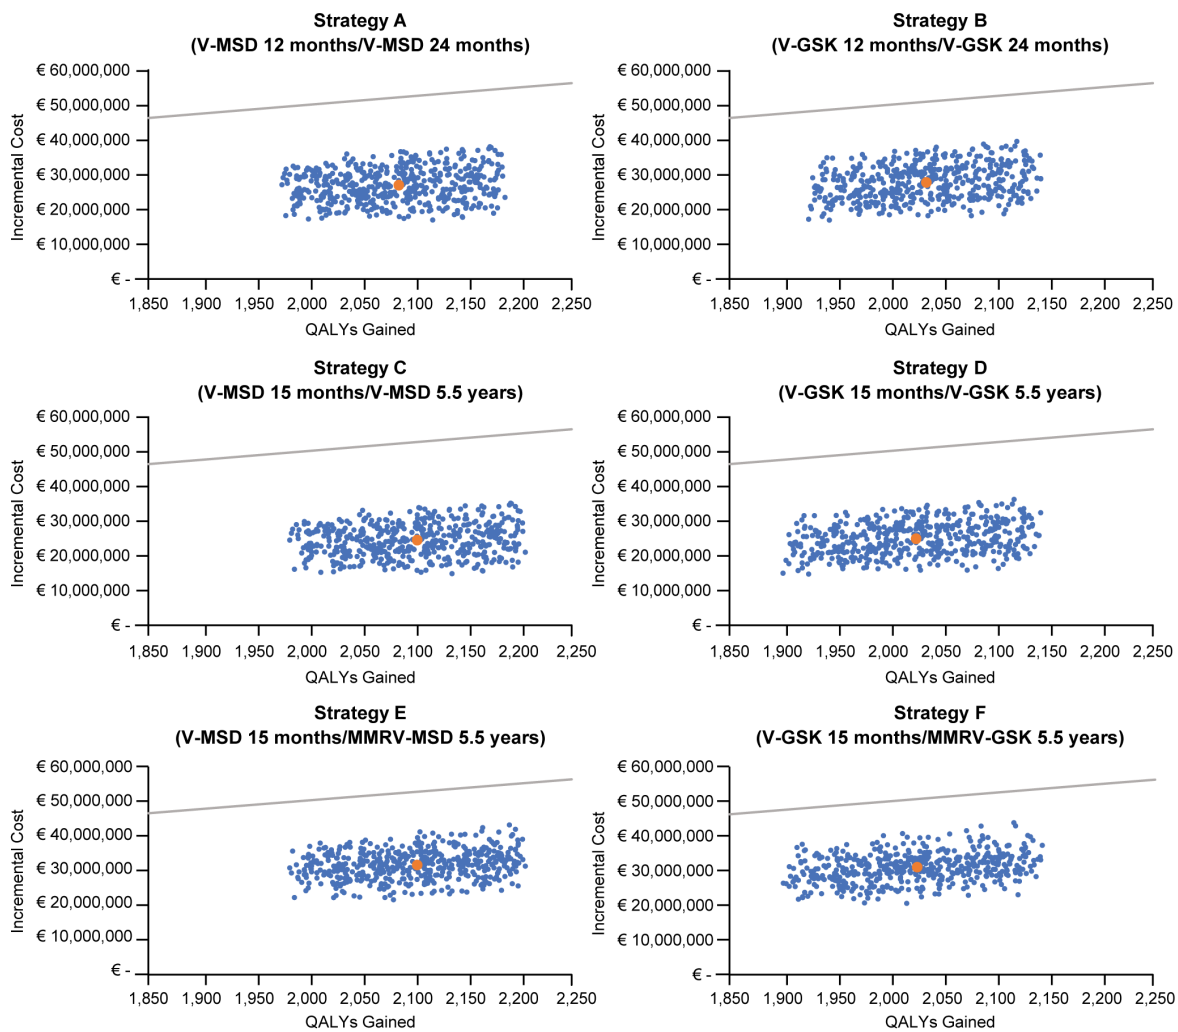 Strategy A
(V-MSD 12 months/V-MSD 24 months)
Incremental Cost
€ 60,000,000
€ 50,000,000
€ 40,000,000
€ 30,000,000
€ 20,000,000
€ 10,000,000
€ -
1,850 1,900 1,950 2,000 2,050 2,100 2,150 2,200 2,250
QALYs Gained
Strategy B
(V-GSK 12 months/V-GSK 24 months)
Incremental Cost
€ 60,000,000
€ 50,000,000
€ 40,000,000
€ 30,000,000
€ 20,000,000
€ 10,000,000
€ -
1,850 1,900 1,950 2,000 2,050 2,100 2,150 2,200 2,250
QALYs Gained
Strategy C
(V-MSD 15 months/V-MSD 5.5 years)
Incremental Cost
€ 60,000,000
€ 50,000,000
€ 40,000,000
€ 30,000,000
€ 20,000,000
€ 10,000,000
€ -
1,850 1,900 1,950 2,000 2,050 2,100 2,150 2,200 2,250
QALYs Gained
Strategy D
(V-GSK 15 months/V-GSK 5.5 years)
Incremental Cost
€ 60,000,000
€ 50,000,000
€ 40,000,000
€ 30,000,000
€ 20,000,000
€ 10,000,000
€ -
1,850 1,900 1,950 2,000 2,050 2,100 2,150 2,200 2,250
QALYs Gained
Strategy E
(V-MSD 15 months/MMRV-MSD 5.5 years)
Incremental Cost
€ 60,000,000
€ 50,000,000
€ 40,000,000
€ 30,000,000
€ 20,000,000
€ 10,000,000
€ -
1,850 1,900 1,950 2,000 2,050 2,100 2,150 2,200 2,250
QALYs Gained
Strategy F
(V-GSK 15 months/MMRV-GSK 5.5 years)
Incremental Cost
€ 60,000,000
€ 50,000,000
€ 40,000,000
€ 30,000,000
€ 20,000,000
€ 10,000,000
€ -
1,850 1,900 1,950 2,000 2,050 2,100 2,150 2,200 2,250
QALYs Gained